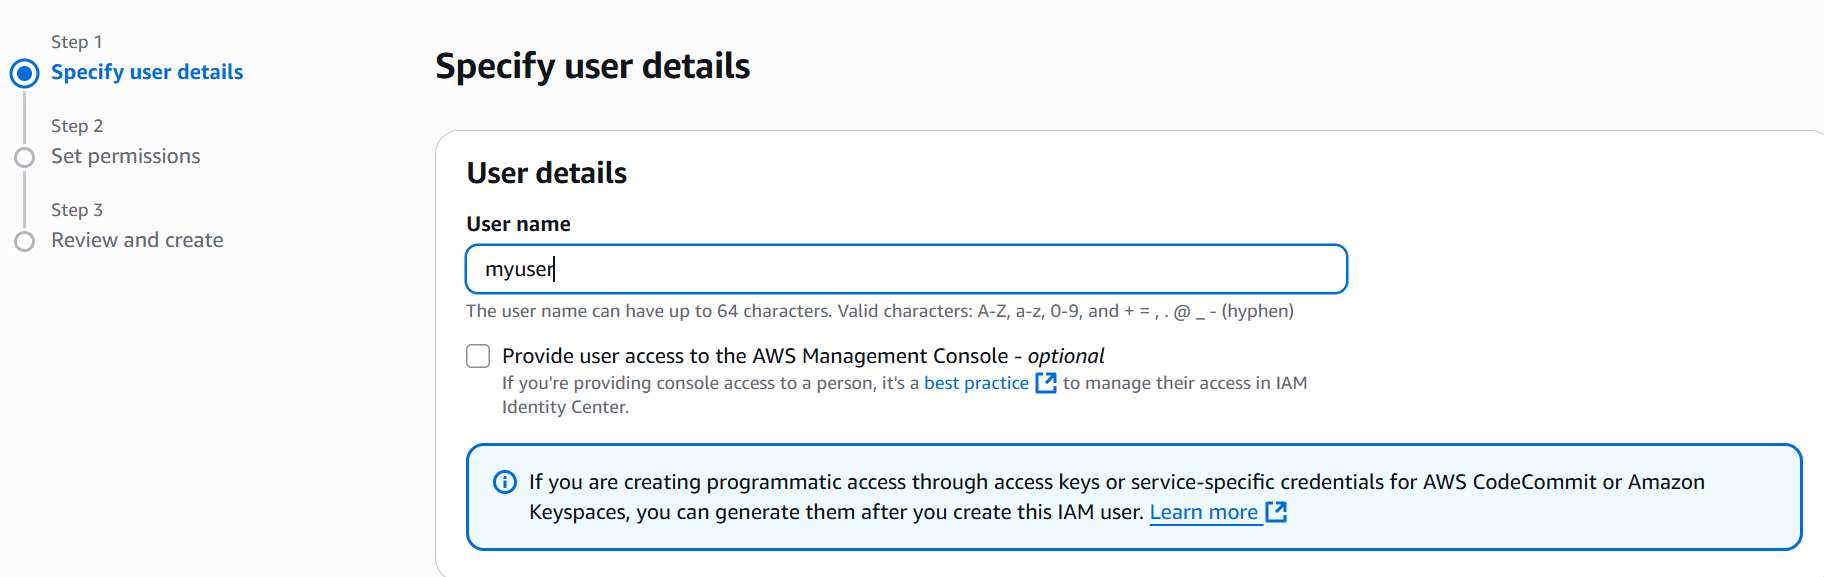 Step 1
Specify user details
Step 2
Set permissions
Step 3
Review and create
Specify user details
User details
User name
myuser
The user name can have up to 64 characters. Valid characters: A-Z, a-z, 0-9, and + = , . @ _ - (hyphen)
Provide user access to the AWS Management Console - optional
If you're providing console access to a person, it's a best practice to manage their access in IAM
Identity Center.
If you are creating programmatic access through access keys or service-specific credentials for AWS CodeCommit or Amazon
Keyspaces, you can generate them after you create this IAM user. Learn more